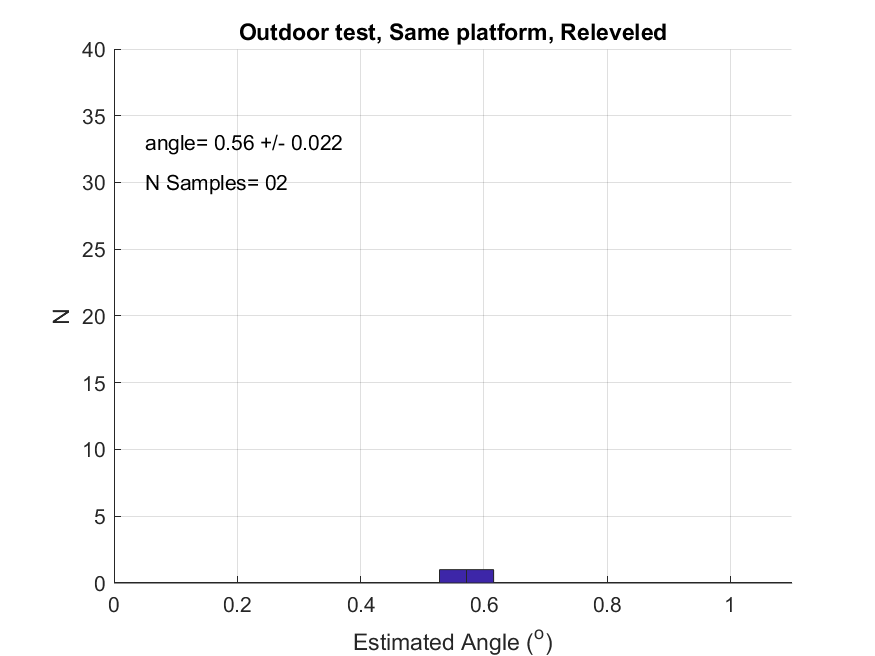 Outdoor test, Same platform, Releveled
40
35
angle= 0.56 +/- 0.022
30
N Samples= 02
25
N
20
15
10
5
0
0 0.2 0.4 0.6 0.8 1
Estimated Angle (o)